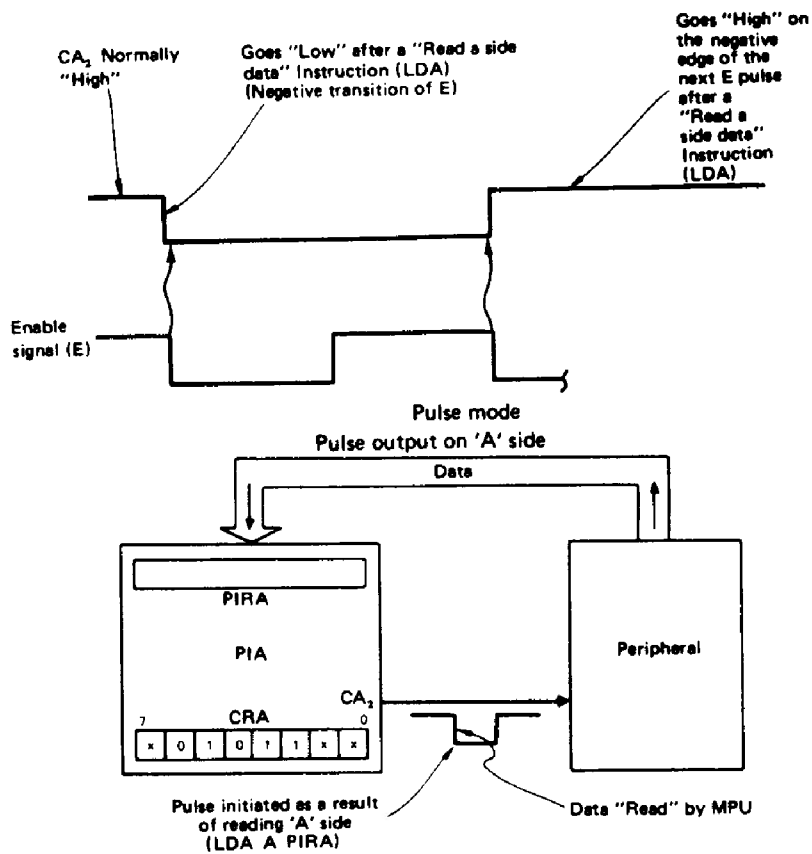 CA₂ Normally
"High"
Goes "Low" after a "Read a side
data" Instruction (LDA)
(Negative transition of E)
Goes "High" on
the negative
edge of the
next E pulse
after a
"Read a
side data"
Instruction
(LDA)
Enable
signal (E)
Pulse mode
Pulse output on 'A' side
Data
PIRA
PIA
CA₂
7 CRA 0
x 0 1 0 1 1 x x
Peripheral
Pulse initiated as a result
of reading 'A' side
(LDA A PIRA)
Data "Read" by MPU